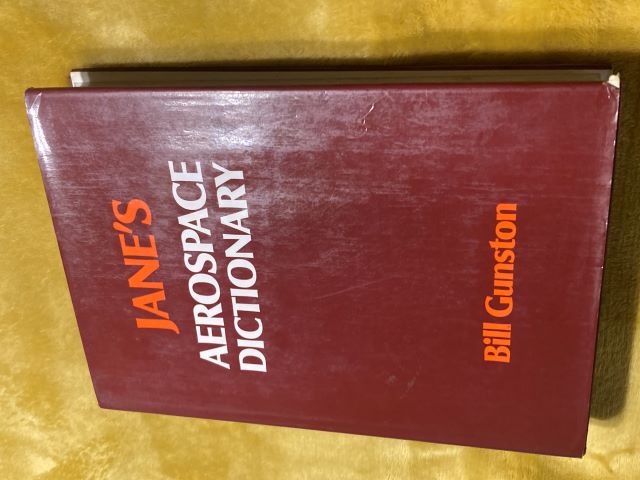 JANE'S
AEROSPACE
DICTIONARY
Bill Gunston